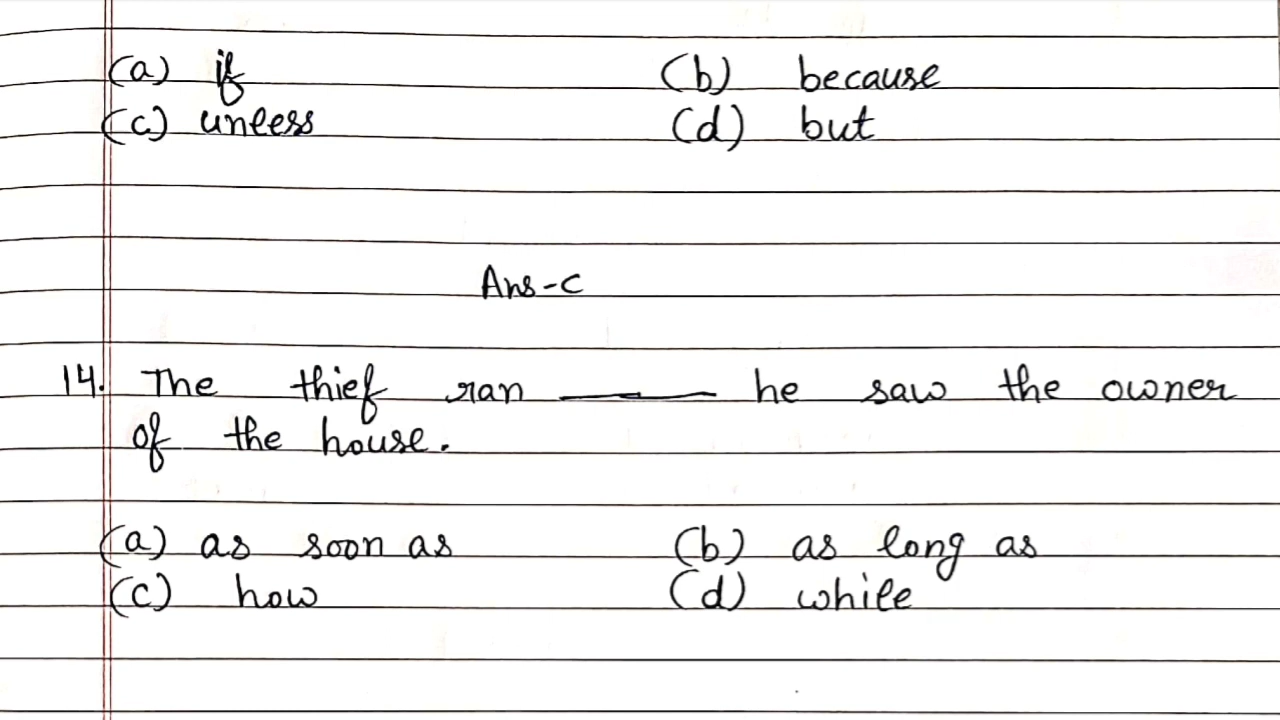 (a) if (b) because
(c) unless (d) but
Ans-C
14. The thief ran ——— he saw the owner
of the house.
(a) as soon as (b) as long as
(c) how (d) while